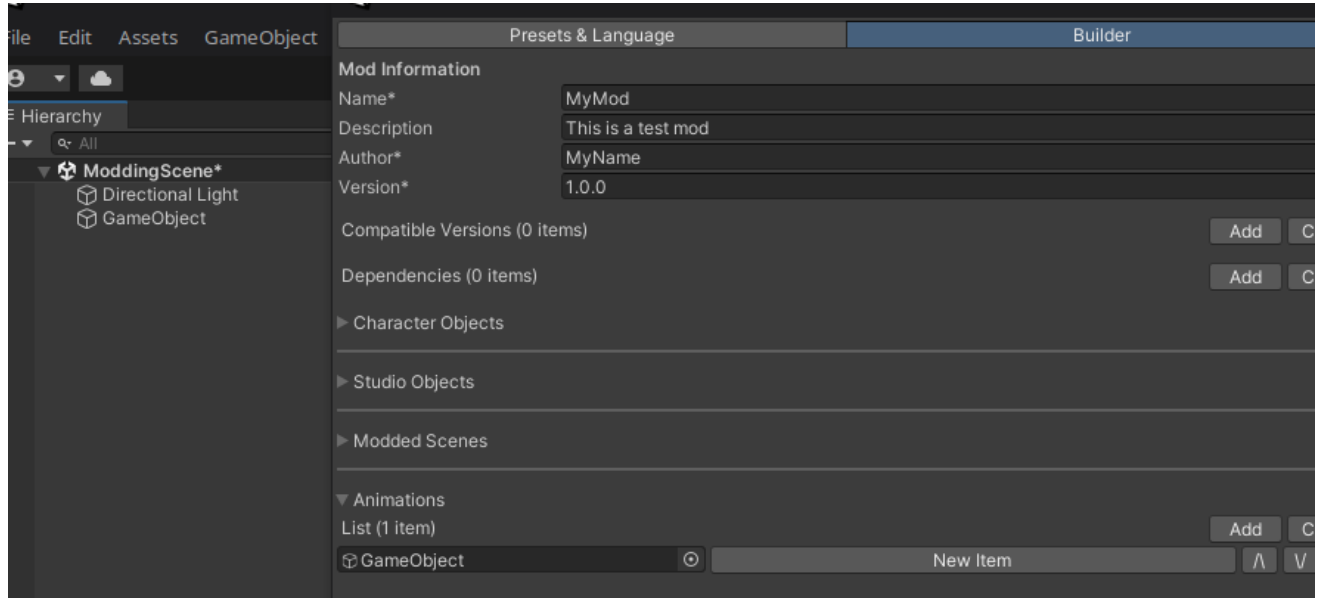 File Edit Assets GameObject
Hierarchy
All
ModdingScene*
Directional Light
GameObject
Presets & Language Builder
Mod Information
Name* MyMod
Description This is a test mod
Author* MyName
Version* 1.0.0
Compatible Versions (0 items) Add C
Dependencies (0 items) Add C
Character Objects
Studio Objects
Modded Scenes
Animations
List (1 item) Add C
GameObject New Item /\ \/